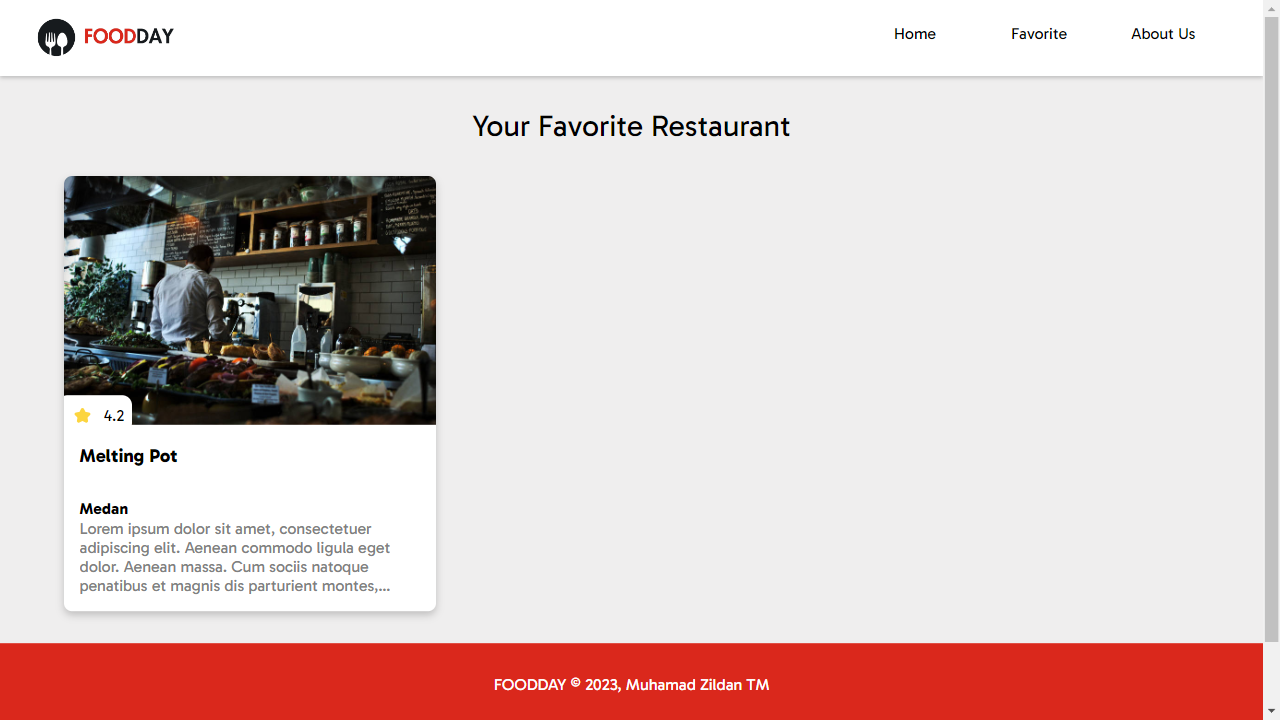 FOODDAY
Home
Favorite
About Us
Your Favorite Restaurant
4.2
Melting Pot
Medan
Lorem ipsum dolor sit amet, consectetuer
adipiscing elit. Aenean commodo ligula eget
dolor. Aenean massa. Cum sociis natoque
penatibus et magnis dis parturient montes,...
FOODDAY © 2023, Muhamad Zildan TM